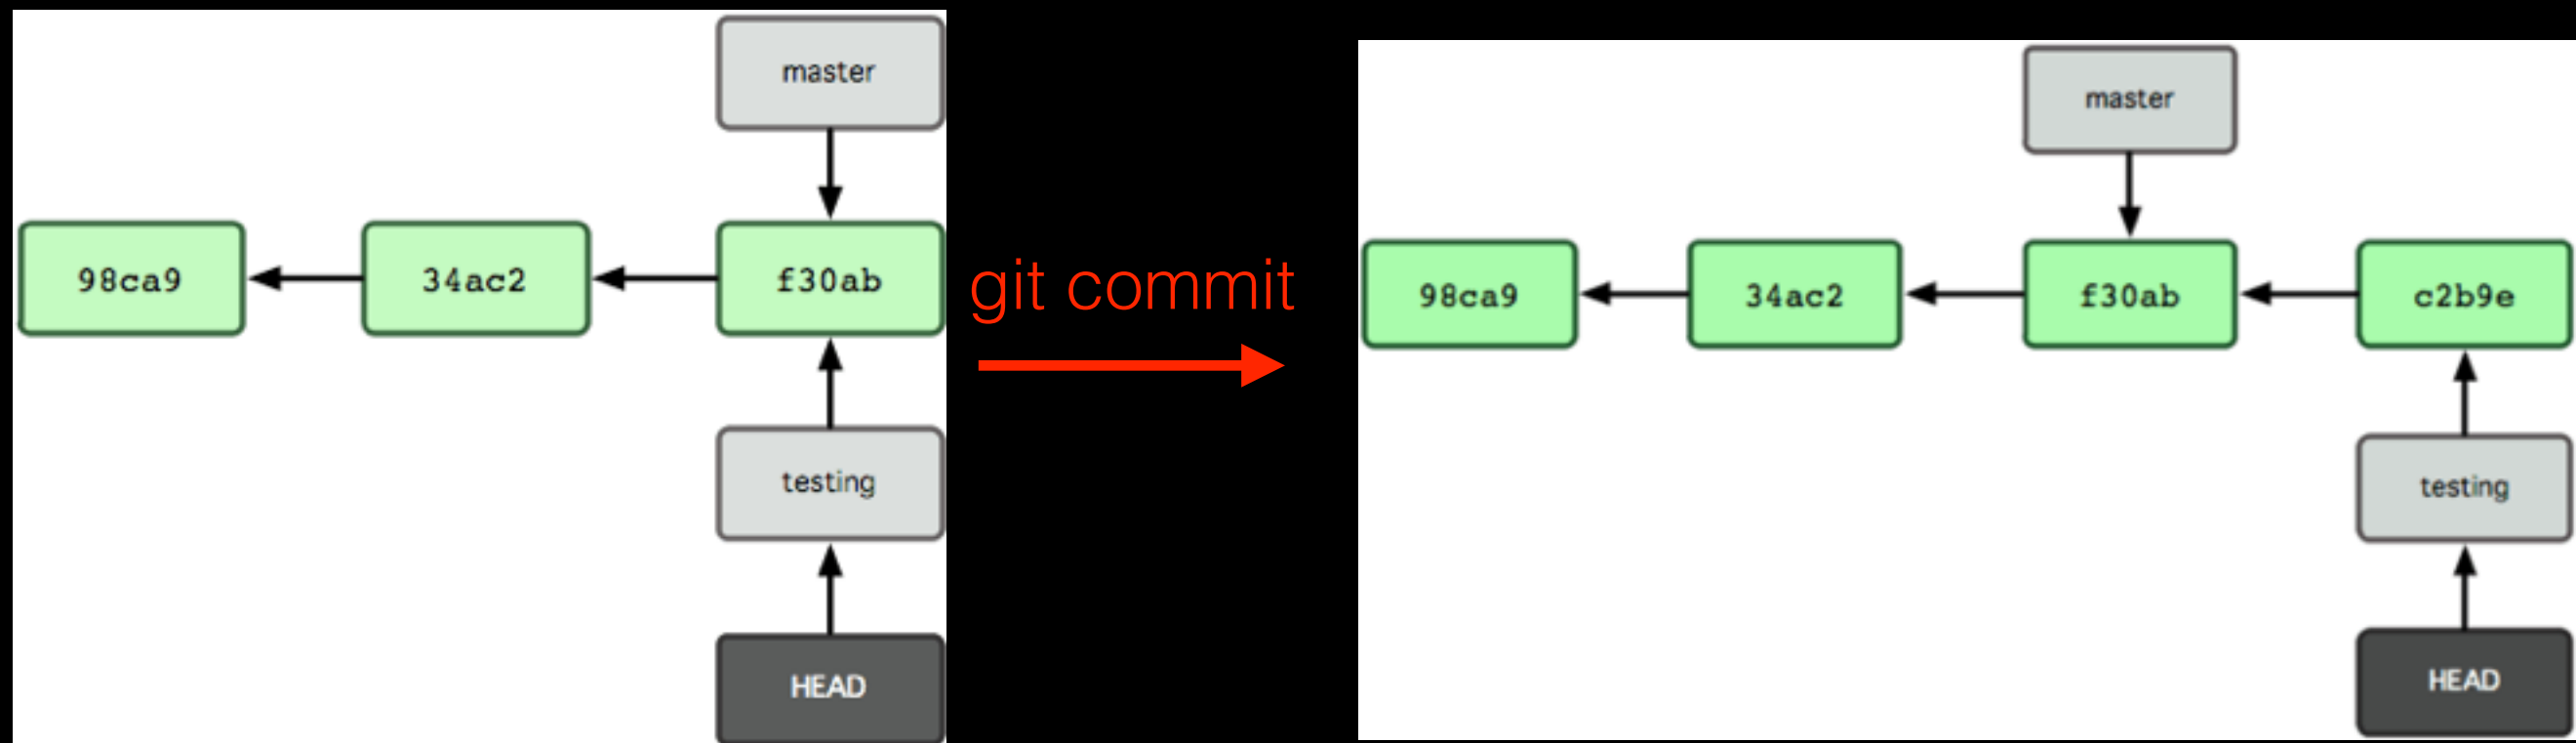 master
98ca9
34ac2
f30ab
testing
HEAD
git commit
master
98ca9
34ac2
f30ab
c2b9e
testing
HEAD